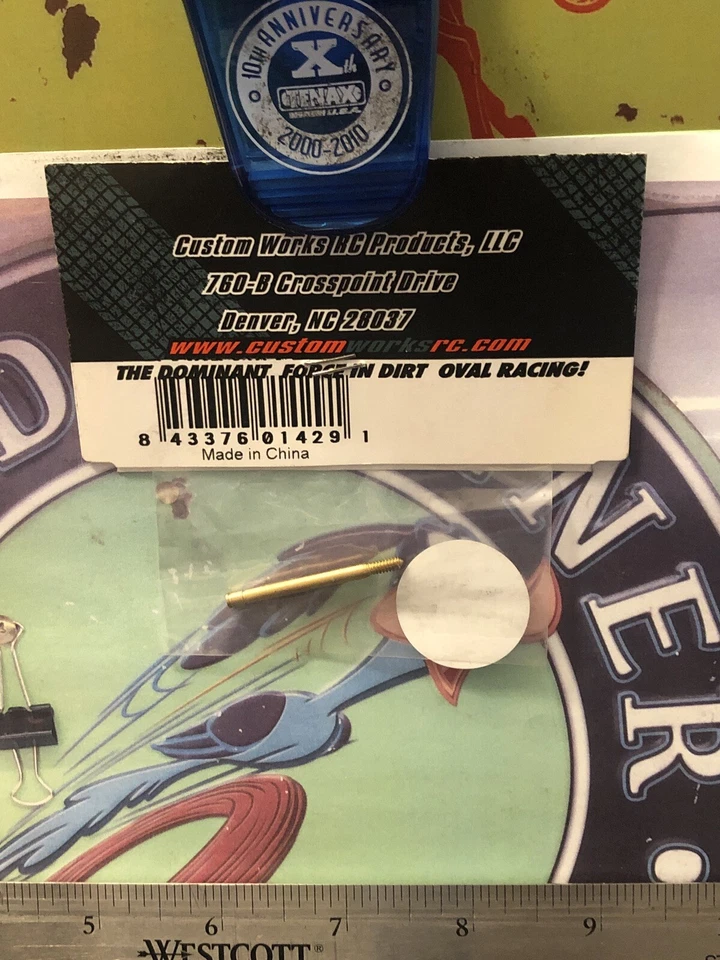 10TH ANNIVERSARY
Xth
TENAX
2000-2010
Custom Works RC Products, LLC
760-B Crosspoint Drive
Denver, NC 28037
www.customworksrc.com
THE DOMINANT FORCE IN DIRT OVAL RACING!
8 43376 01429 1
Made in China
NER
5 6 7 8 9
WESTCOTT®